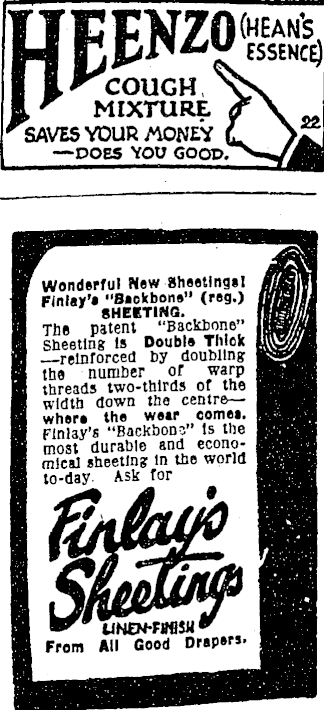 HEENZO (HEAN'S
ESSENCE)
COUGH
MIXTURE
SAVES YOUR MONEY
—DOES YOU GOOD.
22
Wonderful New Sheetings!
Finlay's "Backbone" (reg.)
SHEETING.
The patent "Backbone"
Sheeting is Double Thick
—reinforced by doubling
the number of warp
threads two-thirds of the
width down the centre—
where the wear comes.
Finlay's "Backbone" is the
most durable and econo-
mical sheeting in the world
to-day. Ask for
Finlay's
Sheetings
LINEN-FINISH
From All Good Drapers.